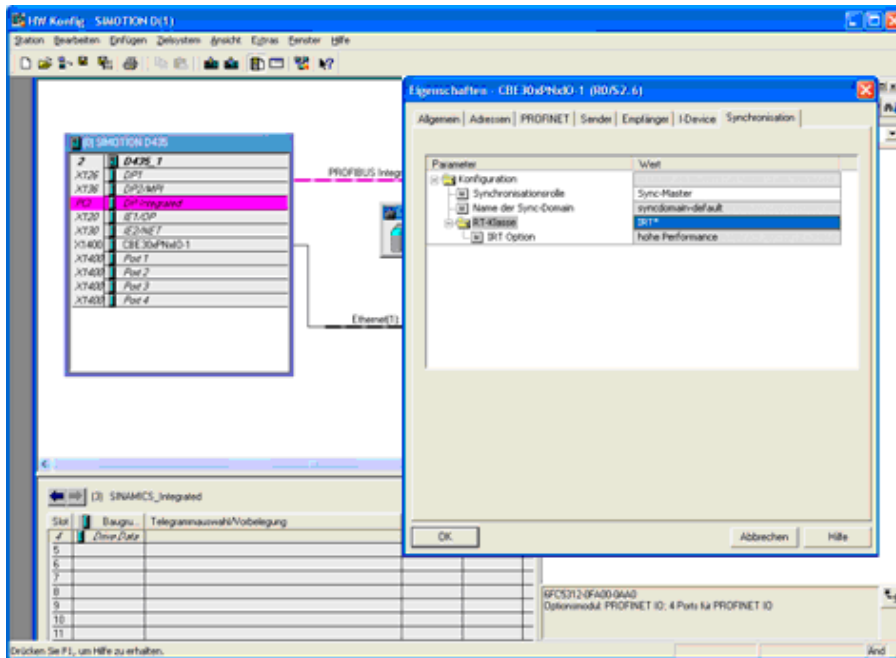 HW Konfig - SIMOTION D(1)
Station Bearbeiten Einfügen Zielsystem Ansicht Extras Fenster Hilfe
(0) SIMOTION D435
2 D435_1
X126 DP1
X136 DP2/MPI
PCI DP Integrated
X120 IE1/OP
X130 IE2/NET
X1400 CBE30xPNxIO-1
X1400 Port 1
X1400 Port 2
X1400 Port 3
X1400 Port 4
PROFIBUS Integr
Ethernet(1):
Eigenschaften - CBE30xPNxIO-1 (R0/S2.6)
Allgemein Adressen PROFINET Sender Empfänger I-Device Synchronisation
Parameter Wert
Konfiguration
Synchronisationsrolle Sync-Master
Name der Sync-Domain syncdomain-default
RT-Klasse IRT*
IRT Option hohe Performance
OK Abbrechen Hilfe
(3) SINAMICS_Integrated
Slot Baugru... Telegrammauswahl/Vorbelegung
4 Drive Data
5
6
7
8
9
10
11
6FC5312-0FA00-0AA0
Optionsmodul: PROFINET IO; 4 Ports für PROFINET IO
Drücken Sie F1, um Hilfe zu erhalten.
Änd